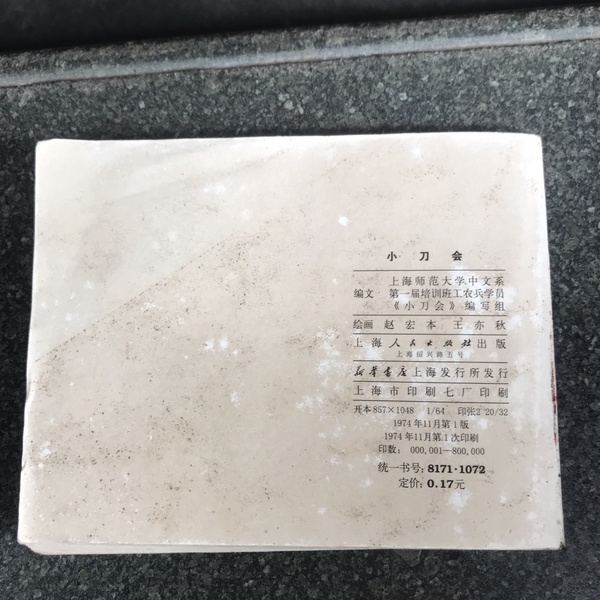 小刀会
上海师范大学中文系
编文 第一届培训班工农兵学员
《小刀会》编写组
绘画 赵宏本 王亦秋
上海人民出版社出版
上海绍兴路五号
新华书店上海发行所发行
上海市印刷七厂印刷
开本857×1048 1/64 印张2 20/32
1974年11月第1版
1974年11月第1次印刷
印数: 000,001—800,000
统一书号: 8171·1072
定价: 0.17元